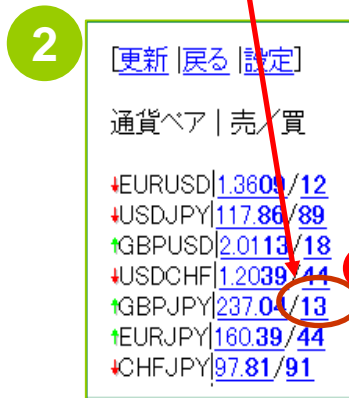 2
[更新 |戻る |設定]
通貨ペア | 売／買
↓EURUSD|1.3609/12
↓USDJPY|117.86/89
↑GBPUSD|2.0113/18
↓USDCHF|1.2039/44
↑GBPJPY|237.04/13
↑EURJPY|160.39/44
↓CHFJPY|97.81/91